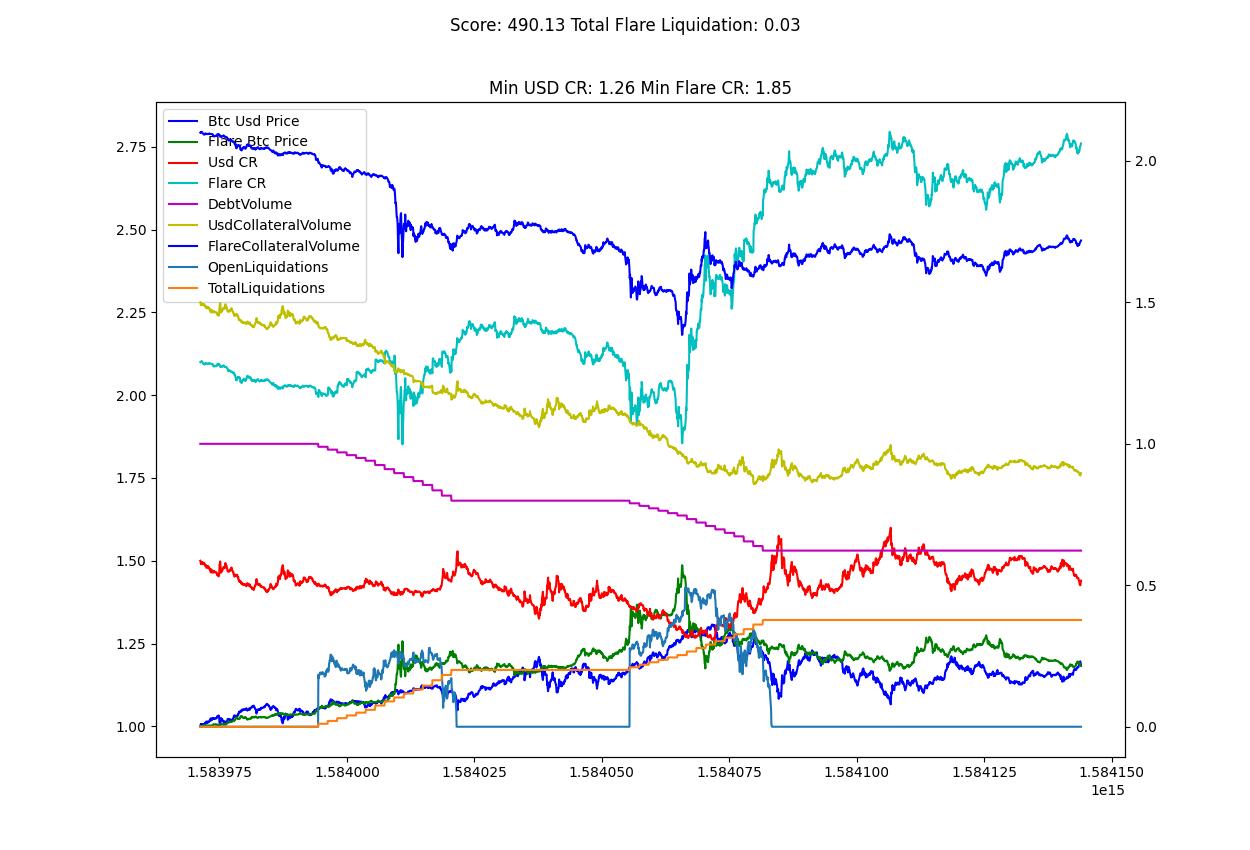 Score: 490.13 Total Flare Liquidation: 0.03
Min USD CR: 1.26 Min Flare CR: 1.85
Btc Usd Price
Flare Btc Price
Usd CR
Flare CR
DebtVolume
UsdCollateralVolume
FlareCollateralVolume
OpenLiquidations
TotalLiquidations
2.75
2.50
2.25
2.00
1.75
1.50
1.25
1.00
2.0
1.5
1.0
0.5
0.0
1.583975 1.584000 1.584025 1.584050 1.584075 1.584100 1.584125 1.584150
1e15